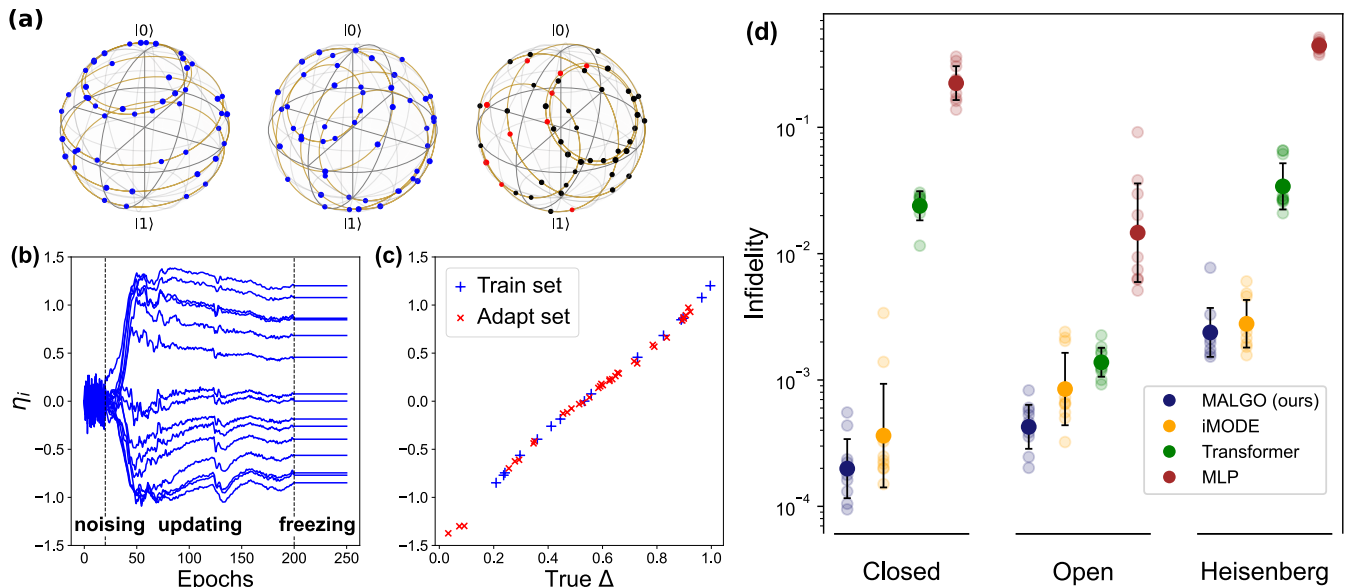 (a)
|0⟩
|0⟩
|0⟩
|1⟩
|1⟩
|1⟩
(b)
1.5
1.0
0.5
0.0
−0.5
−1.0
−1.5
ηᵢ
noising updating freezing
0 50 100 150 200 250
Epochs
(c)
1.5
1.0
0.5
0.0
−0.5
−1.0
−1.5
Train set
Adapt set
0.0 0.2 0.4 0.6 0.8 1.0
True Δ
(d)
Infidelity
10⁻¹
10⁻²
10⁻³
10⁻⁴
MALGO (ours)
iMODE
Transformer
MLP
Closed Open Heisenberg